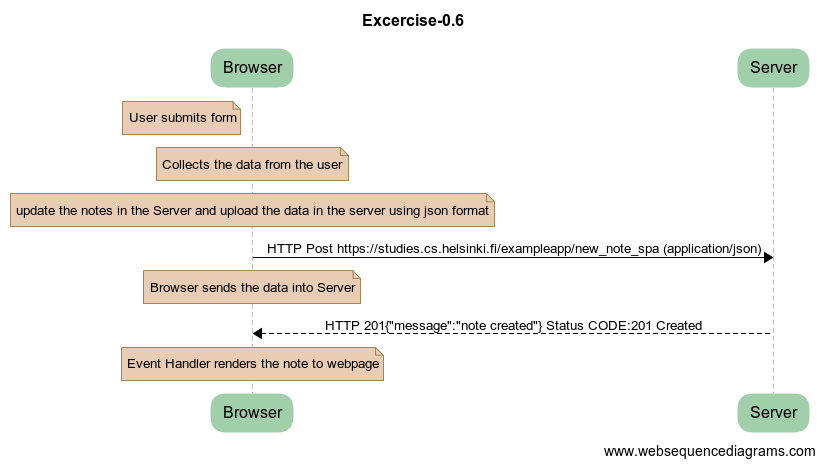 Excercise-0.6
Browser
Server
User submits form
Collects the data from the user
update the notes in the Server and upload the data in the server using json format
HTTP Post https://studies.cs.helsinki.fi/exampleapp/new_note_spa (application/json)
Browser sends the data into Server
HTTP 201{"message":"note created"} Status CODE:201 Created
Event Handler renders the note to webpage
Browser
Server
www.websequencediagrams.com